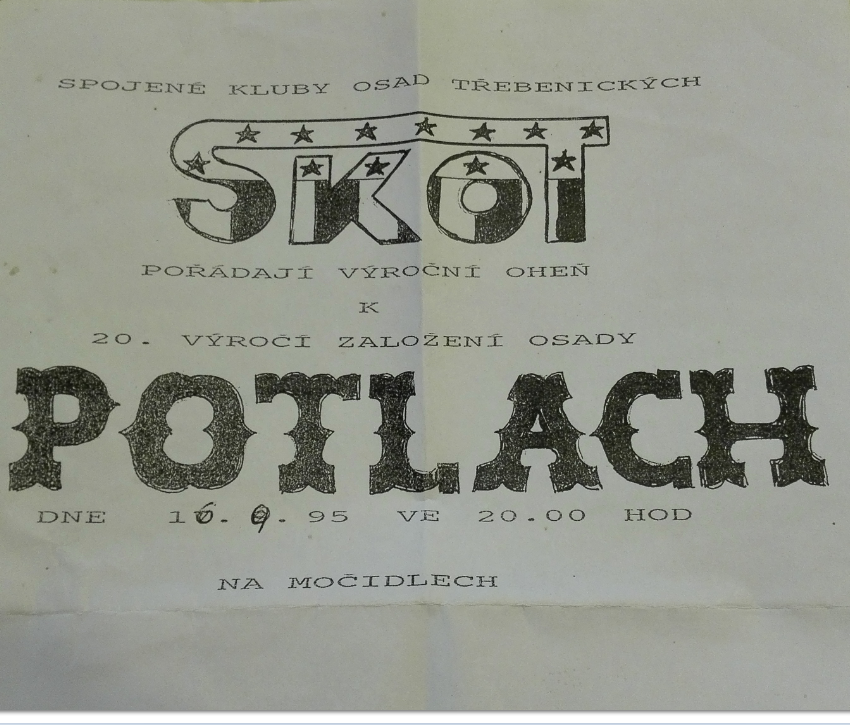 SPOJENÉ KLUBY OSAD TŘEBENICKÝCH
SKOT
POŘÁDAJÍ VÝROČNÍ OHEŇ
K
20. VÝROČÍ ZALOŽENÍ OSADY
POTLACH
DNE 16. 9. 95 VE 20.00 HOD
NA MOČIDLECH